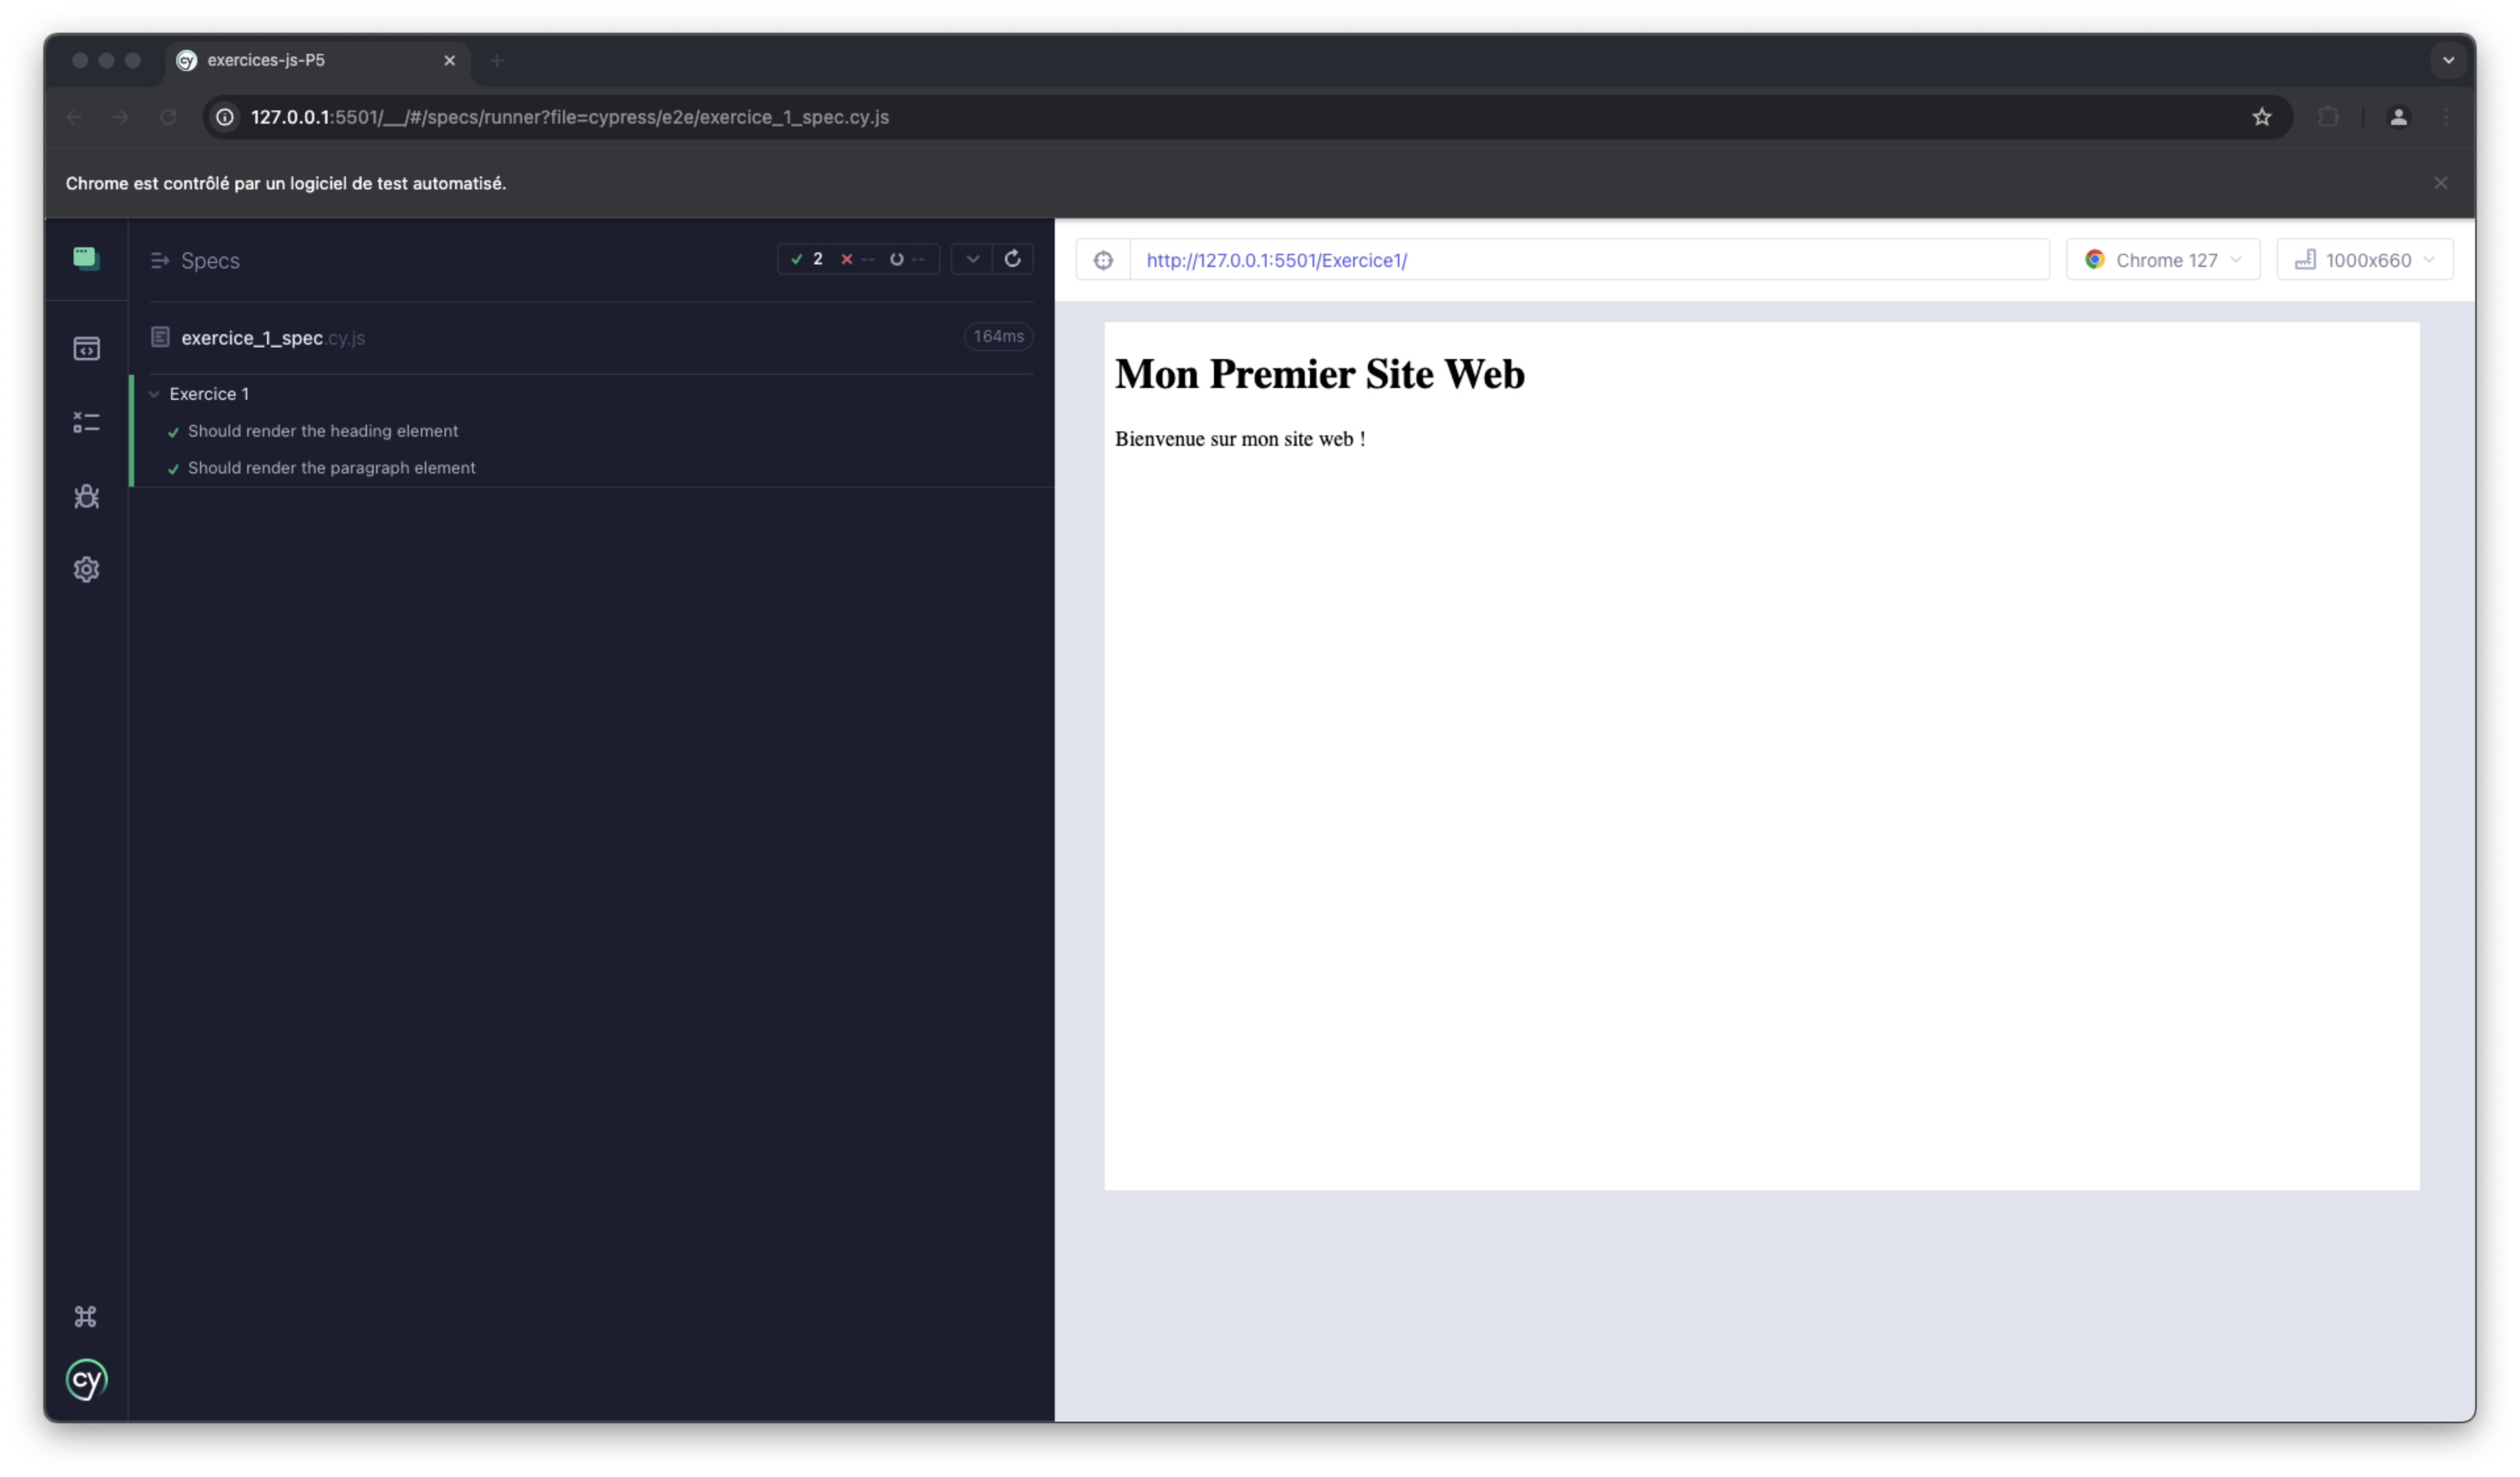 exercices-js-P5
127.0.0.1:5501/__/#/specs/runner?file=cypress/e2e/exercice_1_spec.cy.js
Chrome est contrôlé par un logiciel de test automatisé.
Specs
2 -- --
http://127.0.0.1:5501/Exercice1/
Chrome 127
1000x660
exercice_1_spec.cy.js
164ms
Exercice 1
Should render the heading element
Should render the paragraph element
Mon Premier Site Web
Bienvenue sur mon site web !
cy